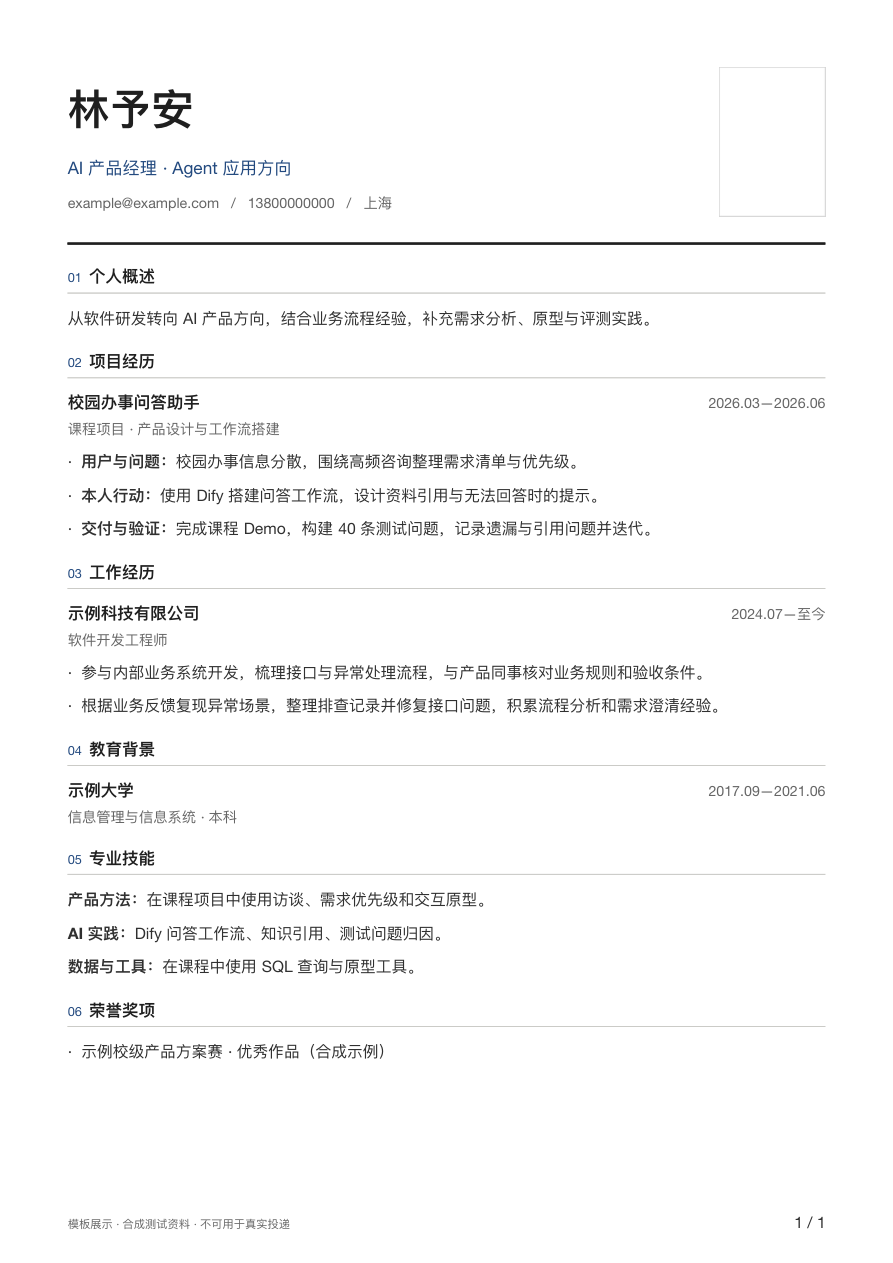 林予安
AI 产品经理 · Agent 应用方向
example@example.com / 13800000000 / 上海
01 个人概述
从软件研发转向 AI 产品方向，结合业务流程经验，补充需求分析、原型与评测实践。
02 项目经历
校园办事问答助手 2026.03—2026.06
课程项目 · 产品设计与工作流搭建
· 用户与问题：校园办事信息分散，围绕高频咨询整理需求清单与优先级。
· 本人行动：使用 Dify 搭建问答工作流，设计资料引用与无法回答时的提示。
· 交付与验证：完成课程 Demo，构建 40 条测试问题，记录遗漏与引用问题并迭代。
03 工作经历
示例科技有限公司 2024.07—至今
软件开发工程师
· 参与内部业务系统开发，梳理接口与异常处理流程，与产品同事核对业务规则和验收条件。
· 根据业务反馈复现异常场景，整理排查记录并修复接口问题，积累流程分析和需求澄清经验。
04 教育背景
示例大学 2017.09—2021.06
信息管理与信息系统 · 本科
05 专业技能
产品方法：在课程项目中使用访谈、需求优先级和交互原型。
AI 实践：Dify 问答工作流、知识引用、测试问题归因。
数据与工具：在课程中使用 SQL 查询与原型工具。
06 荣誉奖项
· 示例校级产品方案赛 · 优秀作品（合成示例）
模板展示 · 合成测试资料 · 不可用于真实投递 1 / 1